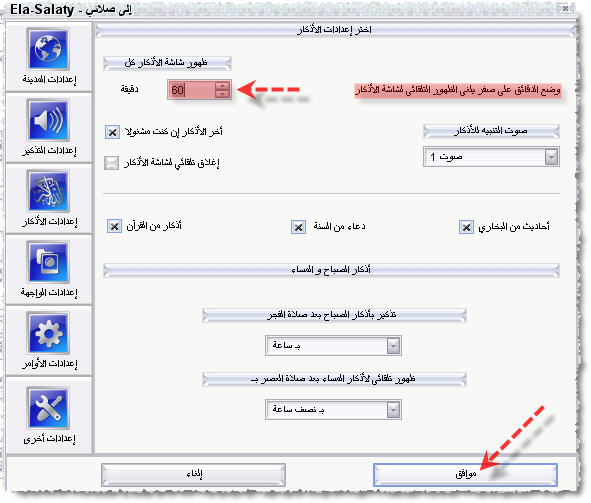 Ela-Salaty - إلى صلاتي
اختر إعدادات الأذكار
إعدادات المدينة
إعدادات التذكير
إعدادات الأذكار
إعدادات الواجهة
إعدادات الأوامر
إعدادات أخرى
ظهور شاشة الأذكار كل
60 دقيقة
وضع الدقائق على صفر يلغي الظهور التلقائي لشاشة الأذكار
صوت التنبيه للأذكار
صوت 1
أخر الأذكار إن كنت مشغولا
إغلاق تلقائي لشاشة الأذكار
أحاديث من البخاري
دعاء من السنة
أذكار من القرآن
أذكار الصباح و المساء
تذكير بأذكار الصباح بعد صلاة الفجر
بـ ساعة
ظهور تلقائي لأذكار المساء بعد صلاة العصر بـ
بـ نصف ساعة
موافق
إلغاء